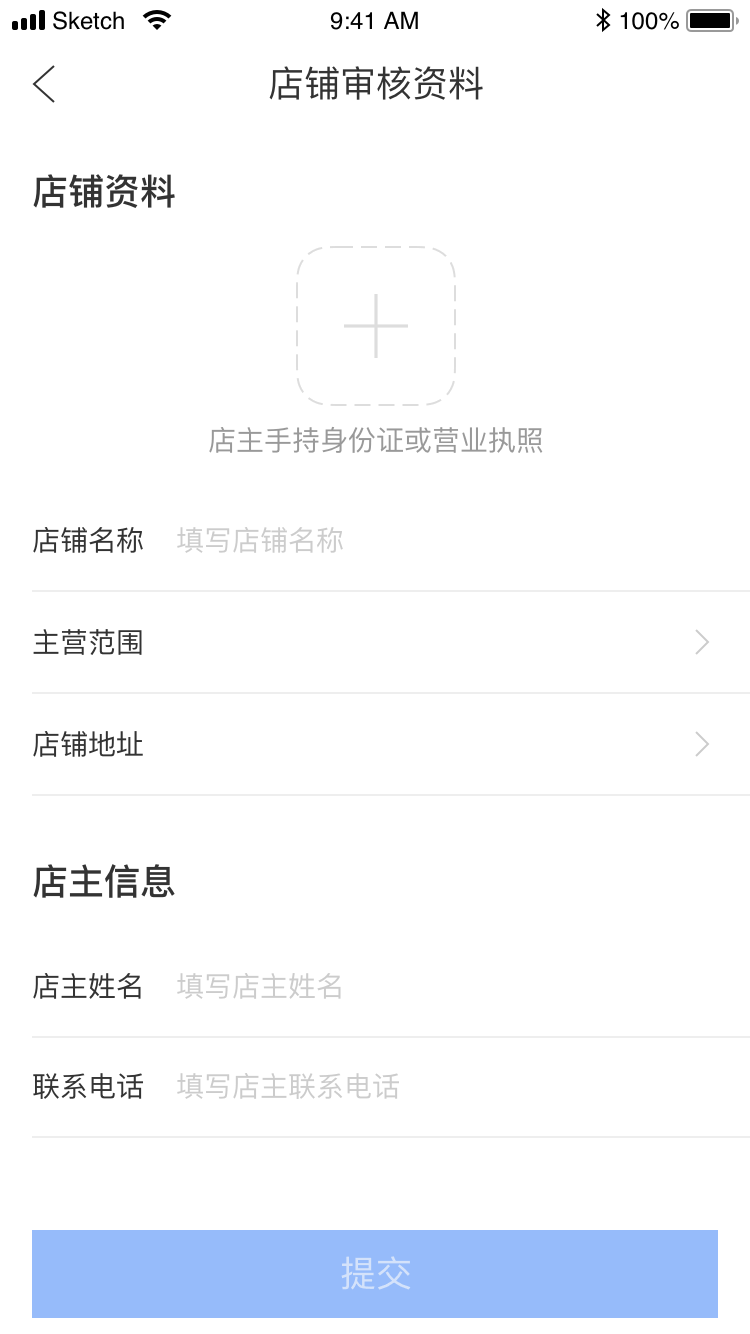 Sketch 9:41 AM 100%
店铺审核资料
店铺资料
店主手持身份证或营业执照
店铺名称 填写店铺名称
主营范围
店铺地址
店主信息
店主姓名 填写店主姓名
联系电话 填写店主联系电话
提交